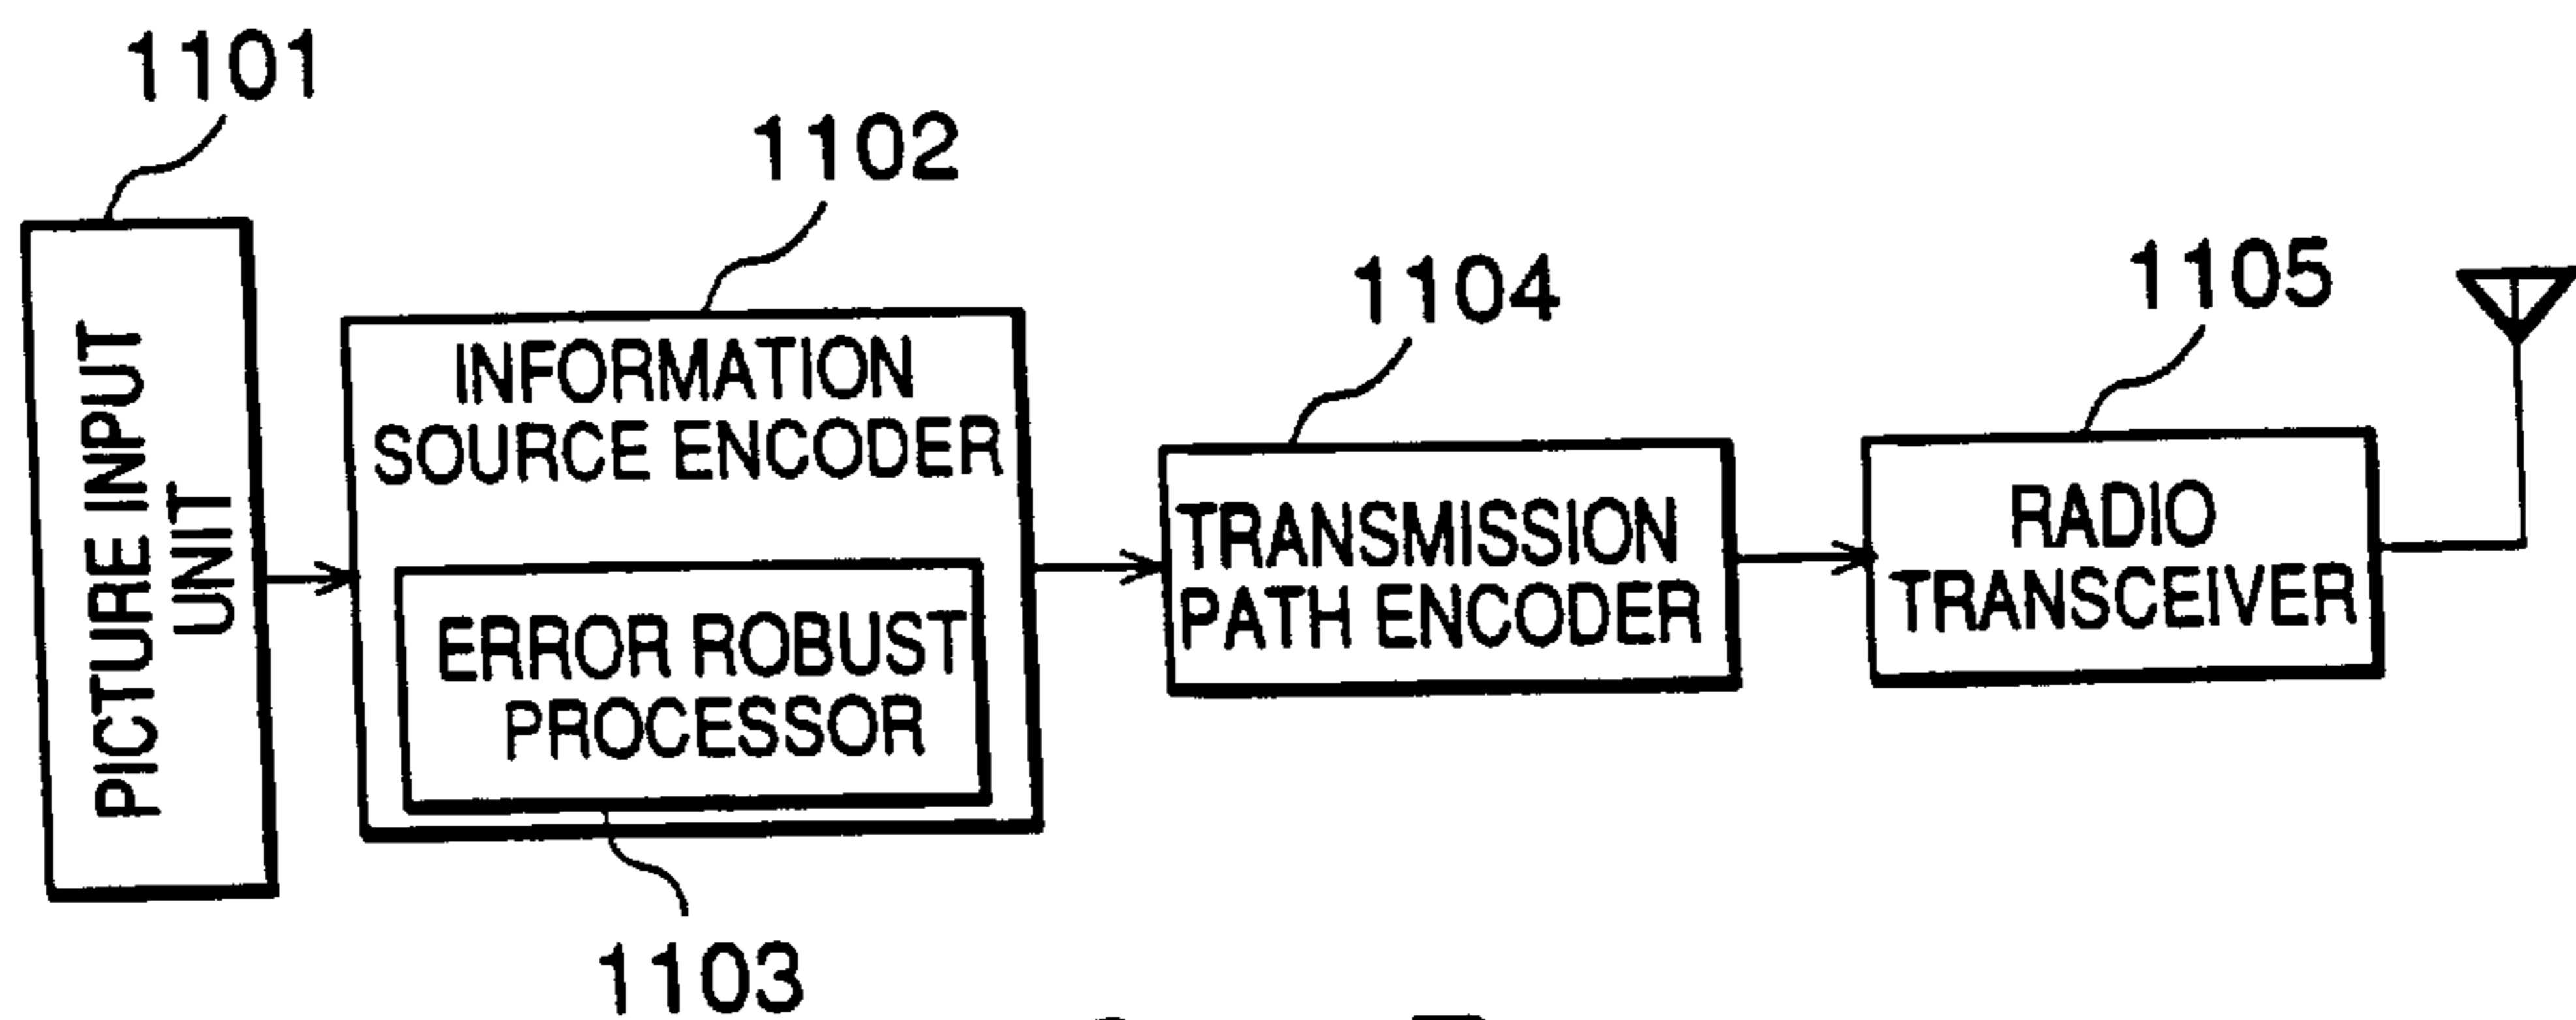 1101
1102
1104
1105
PICTURE INPUT
UNIT
INFORMATION
SOURCE ENCODER
ERROR ROBUST
PROCESSOR
TRANSMISSION
PATH ENCODER
RADIO
TRANSCEIVER
1103